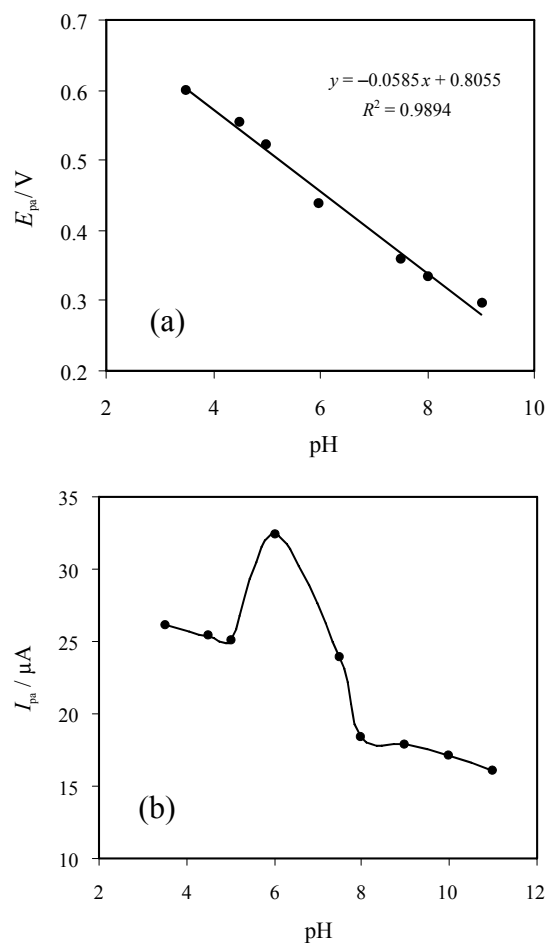 0.7
y = −0.0585x + 0.8055
R² = 0.9894
0.6
0.5
E_pa/V
0.4
0.3
(a)
0.2
2 4 6 8 10
pH
35
30
25
I_pa / μA
20
15
(b)
10
2 4 6 8 10 12
pH